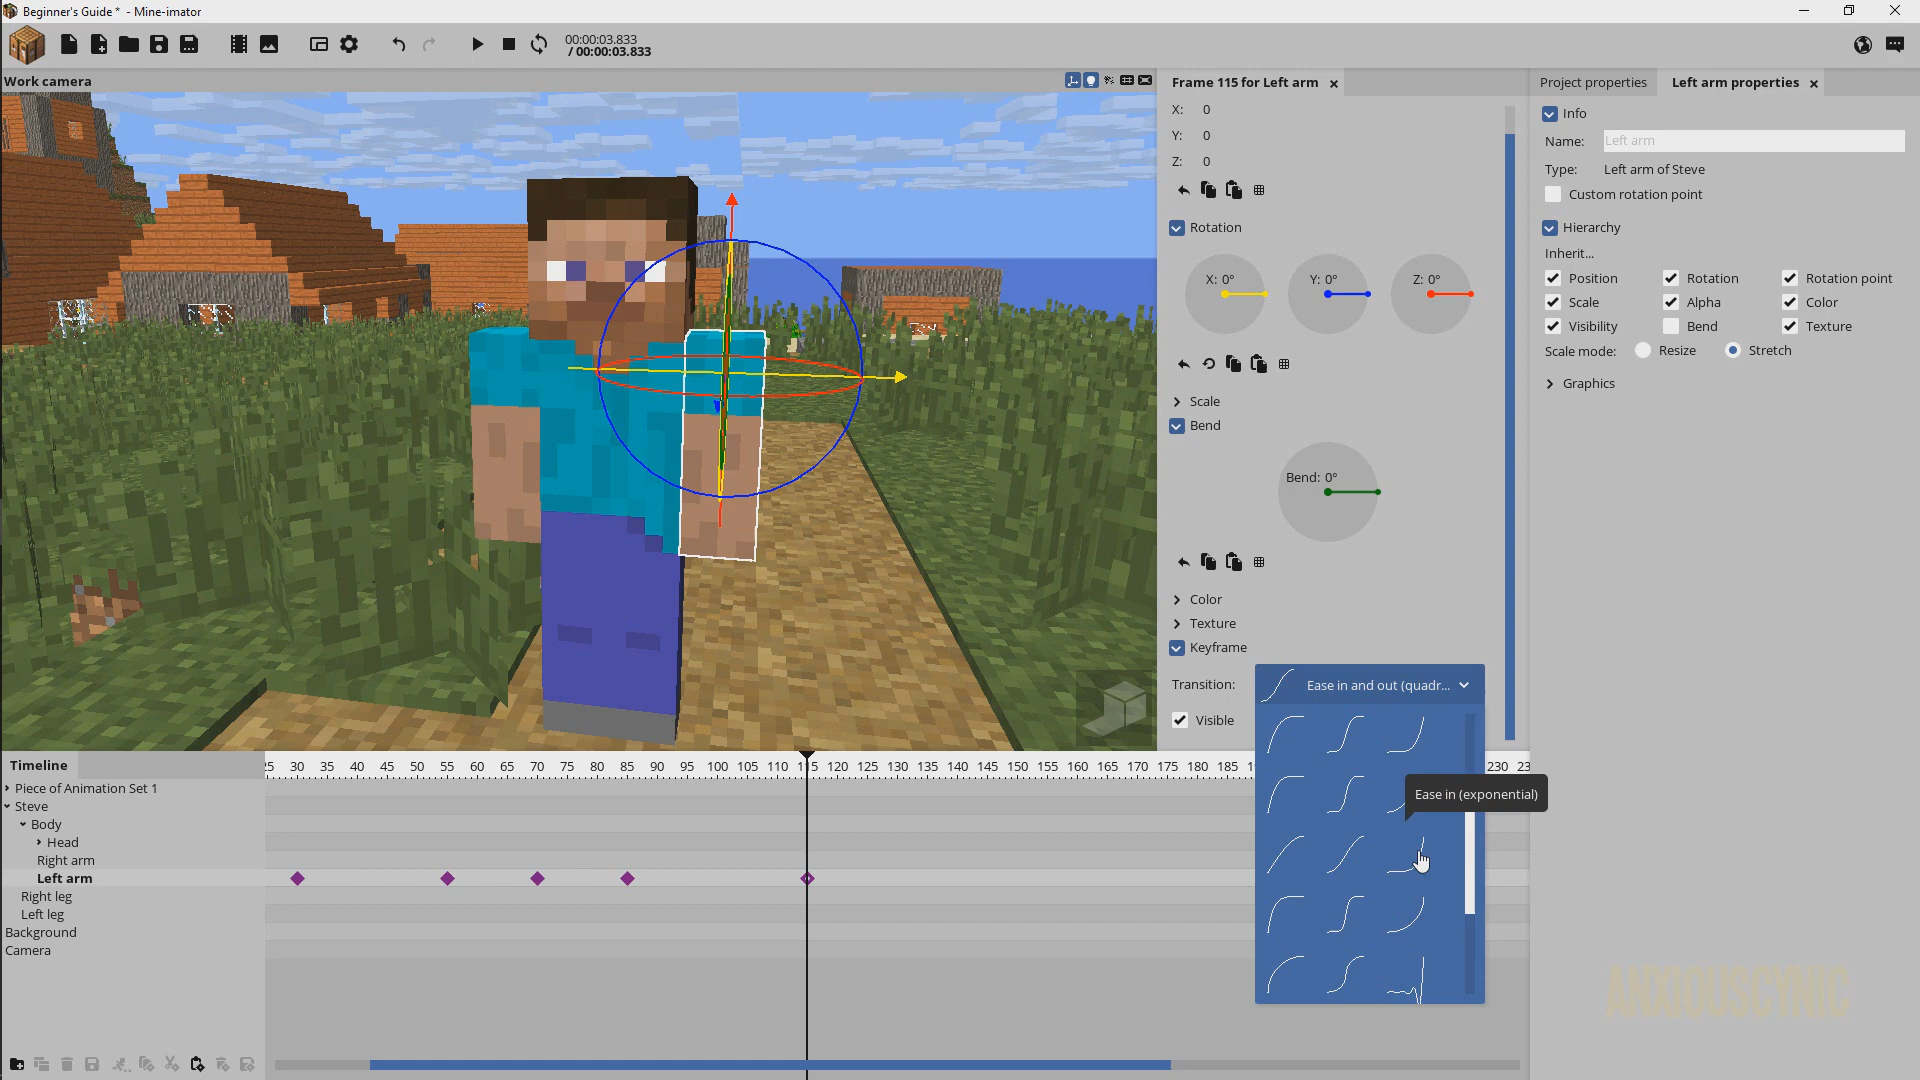 Beginner's Guide * - Mine-imator
00:00:03.833
/ 00:00:03.833
Work camera
Frame 115 for Left arm
X: 0
Y: 0
Z: 0
Rotation
X: 0° Y: 0° Z: 0°
Scale
Bend
Bend: 0°
Color
Texture
Keyframe
Transition: Ease in and out (quadr...
Visible
Ease in (exponential)
Project properties Left arm properties
Info
Name: Left arm
Type: Left arm of Steve
Custom rotation point
Hierarchy
Inherit...
Position Rotation Rotation point
Scale Alpha Color
Visibility Bend Texture
Scale mode: Resize Stretch
Graphics
Timeline
25 30 35 40 45 50 55 60 65 70 75 80 85 90 95 100 105 110 115 120 125 130 135 140 145 150 155 160 165 170 175 180 185 230
Piece of Animation Set 1
Steve
Body
Head
Right arm
Left arm
Right leg
Left leg
Background
Camera
ANXIOUSCYNIC